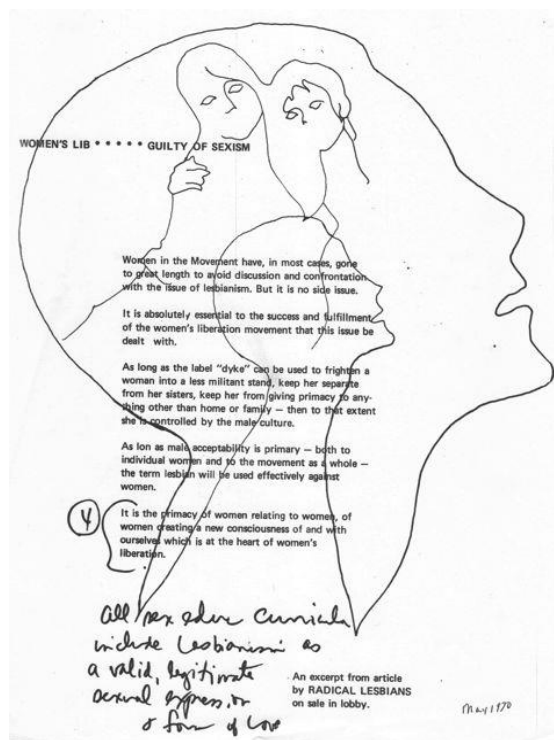 WOMEN'S LIB • • • • • GUILTY OF SEXISM
Women in the Movement have, in most cases, gone
to great length to avoid discussion and confrontation
with the issue of lesbianism. But it is no side issue.
It is absolutely essential to the success and fulfillment
of the women's liberation movement that this issue be
dealt with.
As long as the label "dyke" can be used to frighten a
woman into a less militant stand, keep her separate
from her sisters, keep her from giving primacy to any-
thing other than home or family — then to that extent
she is controlled by the male culture.
As lon as male acceptability is primary — both to
individual women and to the movement as a whole —
the term lesbian will be used effectively against
women.
4
It is the primacy of women relating to women, of
women creating a new consciousness of and with
ourselves which is at the heart of women's
liberation.
all sex educ curricula
include Lesbianism as
a valid, legitimate
sexual expression
& form of love
An excerpt from article
by RADICAL LESBIANS
on sale in lobby.
May 1970